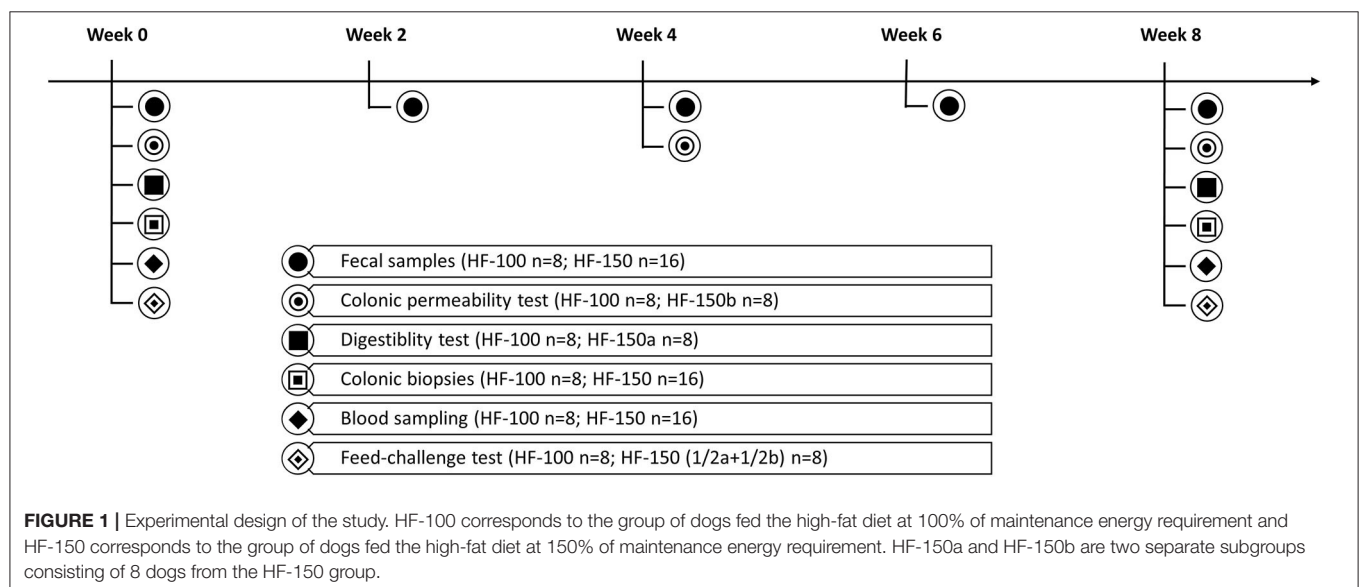 Week 0 Week 2 Week 4 Week 6 Week 8
Fecal samples (HF-100 n=8; HF-150 n=16)
Colonic permeability test (HF-100 n=8; HF-150b n=8)
Digestiblity test (HF-100 n=8; HF-150a n=8)
Colonic biopsies (HF-100 n=8; HF-150 n=16)
Blood sampling (HF-100 n=8; HF-150 n=16)
Feed-challenge test (HF-100 n=8; HF-150 (1/2a+1/2b) n=8)
FIGURE 1 | Experimental design of the study. HF-100 corresponds to the group of dogs fed the high-fat diet at 100% of maintenance energy requirement and
HF-150 corresponds to the group of dogs fed the high-fat diet at 150% of maintenance energy requirement. HF-150a and HF-150b are two separate subgroups
consisting of 8 dogs from the HF-150 group.